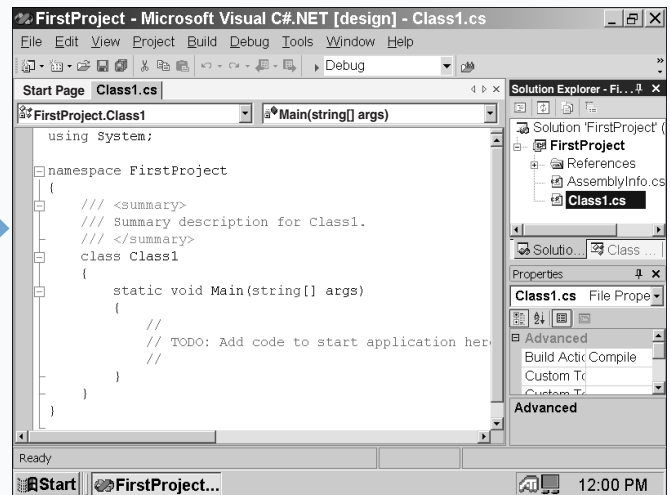 FirstProject - Microsoft Visual C#.NET [design] - Class1.cs
File Edit View Project Build Debug Tools Window Help
Debug
Start Page Class1.cs
FirstProject.Class1 Main(string[] args)
using System;
namespace FirstProject
{
/// <summary>
/// Summary description for Class1.
/// </summary>
class Class1
{
static void Main(string[] args)
{
//
// TODO: Add code to start application here
//
}
}
}
Solution Explorer - Fi...
Solution 'FirstProject' (
FirstProject
References
AssemblyInfo.cs
Class1.cs
Solutio... Class ...
Properties
Class1.cs File Prope
Advanced
Build Actic Compile
Custom To
Custom To
Advanced
Ready
Start FirstProject... 12:00 PM